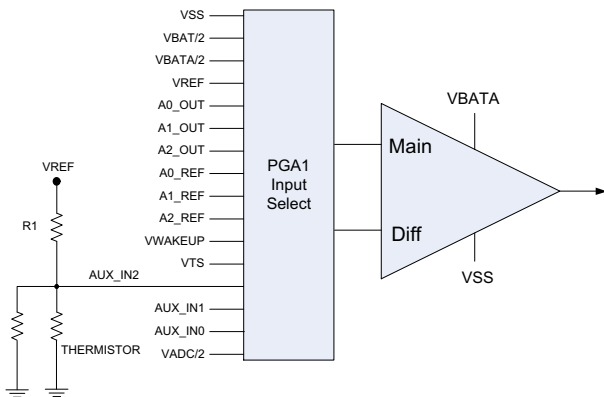 VSS
VBAT/2
VBATA/2
VREF
A0_OUT
A1_OUT
A2_OUT
A0_REF
A1_REF
A2_REF
VWAKEUP
VTS
AUX_IN2
AUX_IN1
AUX_IN0
VADC/2
VREF
R1
THERMISTOR
PGA1
Input
Select
VBATA
Main
Diff
VSS